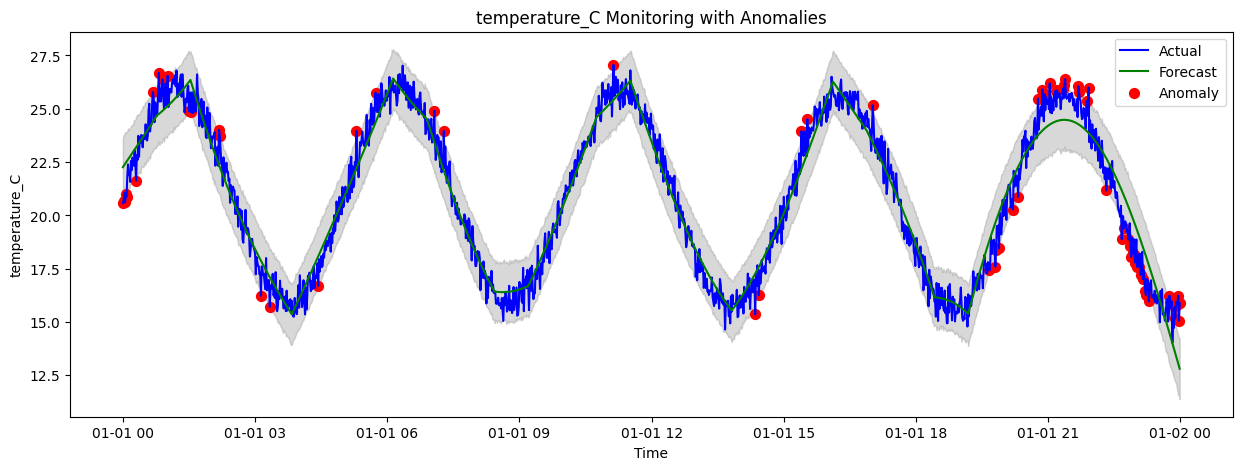 temperature_C Monitoring with Anomalies
Actual
Forecast
Anomaly
27.5
25.0
22.5
20.0
17.5
15.0
12.5
temperature_C
01-01 00
01-01 03
01-01 06
01-01 09
01-01 12
01-01 15
01-01 18
01-01 21
01-02 00
Time